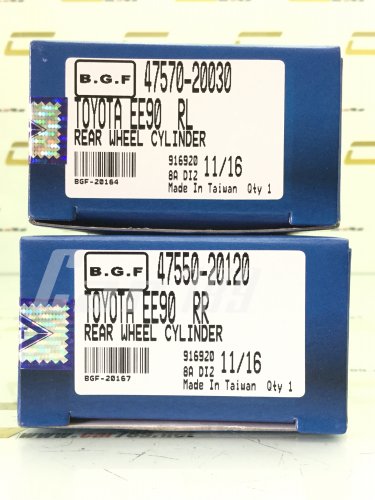 B.G.F 47570-20030
TOYOTA EE90 RL
REAR WHEEL CYLINDER
916920 11/16
8A DI2
BGF-20164
Made In Taiwan Qty 1
B.G.F 47550-20120
TOYOTA EE90 RR
REAR WHEEL CYLINDER
916920 11/16
8A DI2
BGF-20167
Made In Taiwan Qty 1